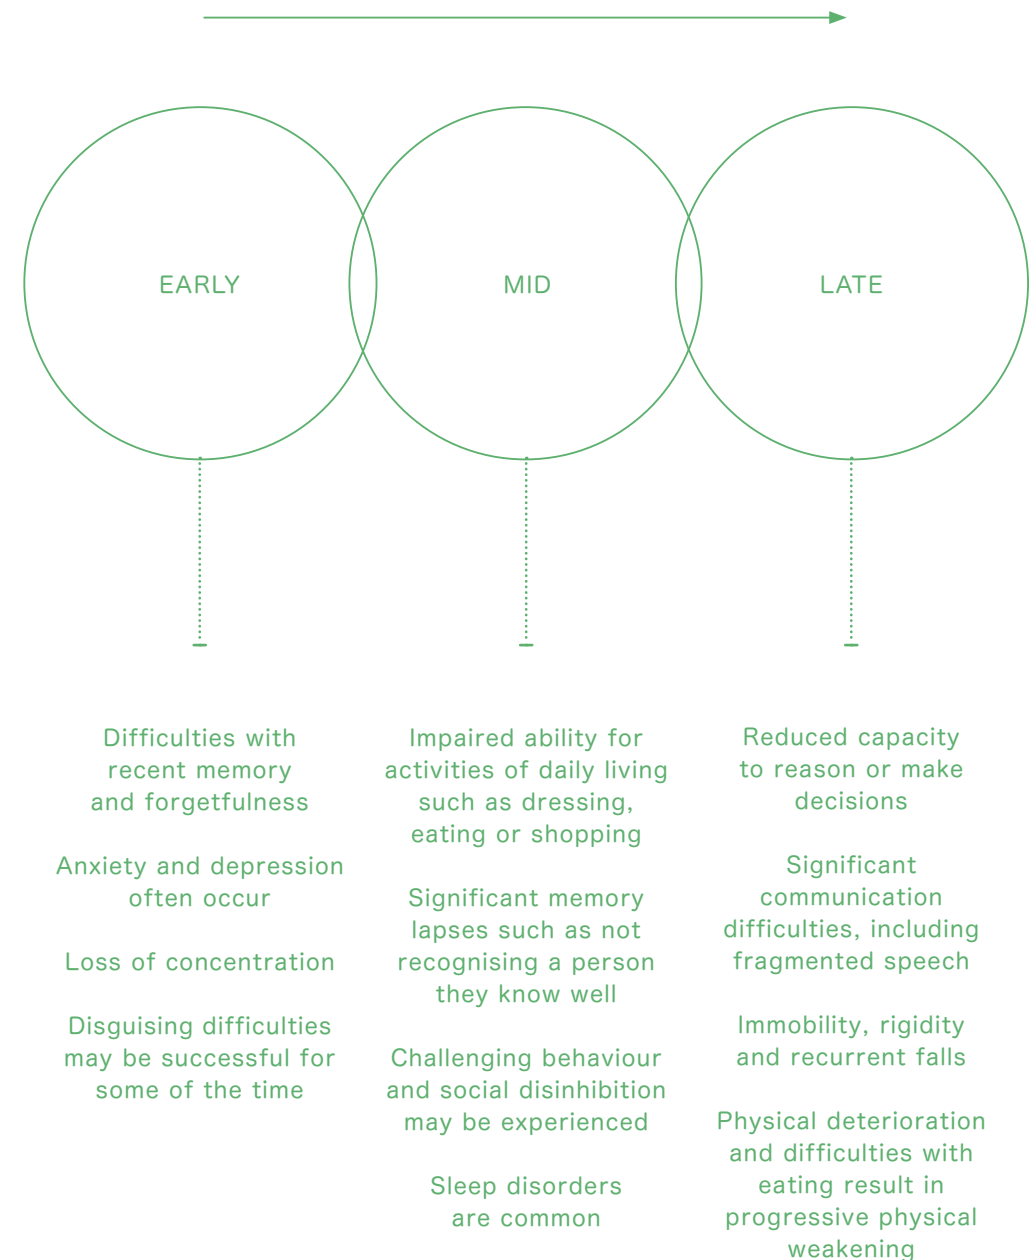 EARLY
MID
LATE
Difficulties with
recent memory
and forgetfulness
Anxiety and depression
often occur
Loss of concentration
Disguising difficulties
may be successful for
some of the time
Impaired ability for
activities of daily living
such as dressing,
eating or shopping
Significant memory
lapses such as not
recognising a person
they know well
Challenging behaviour
and social disinhibition
may be experienced
Sleep disorders
are common
Reduced capacity
to reason or make
decisions
Significant
communication
difficulties, including
fragmented speech
Immobility, rigidity
and recurrent falls
Physical deterioration
and difficulties with
eating result in
progressive physical
weakening